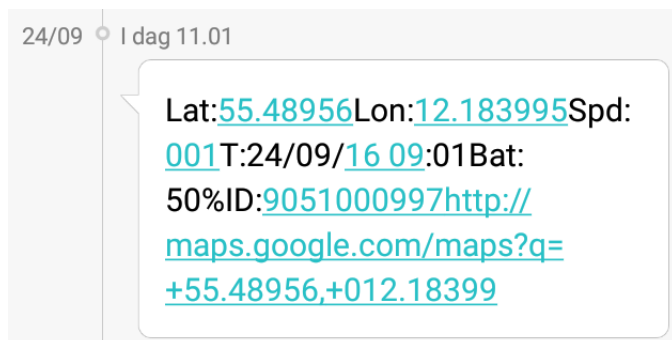 24/09 I dag 11.01
Lat:55.48956Lon:12.183995Spd:
001T:24/09/16 09:01Bat:
50%ID:9051000997http://
maps.google.com/maps?q=
+55.48956,+012.18399